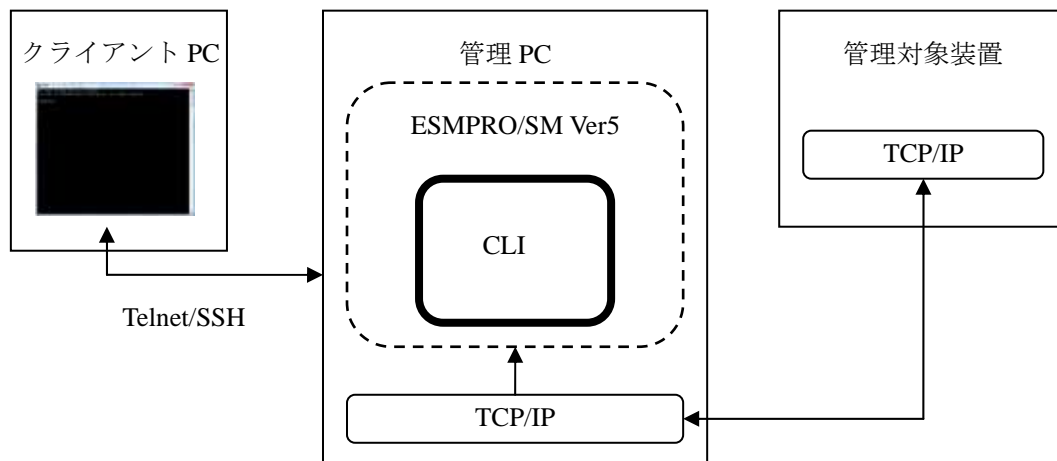 クライアント PC
Telnet/SSH
管理 PC
ESMPRO/SM Ver5
CLI
TCP/IP
管理対象装置
TCP/IP